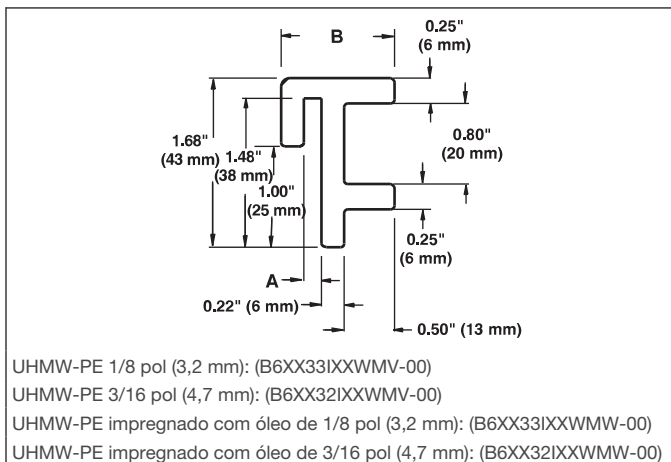 B
0.25"
(6 mm)
1.68"
(43 mm)
1.48"
(38 mm)
0.80"
(20 mm)
1.00"
(25 mm)
0.25"
(6 mm)
A
0.22" (6 mm)
0.50" (13 mm)
UHMW-PE 1/8 pol (3,2 mm): (B6XX33IXXWMV-00)
UHMW-PE 3/16 pol (4,7 mm): (B6XX32IXXWMV-00)
UHMW-PE impregnado com óleo de 1/8 pol (3,2 mm): (B6XX33IXXWMW-00)
UHMW-PE impregnado com óleo de 3/16 pol (4,7 mm): (B6XX32IXXWMW-00)